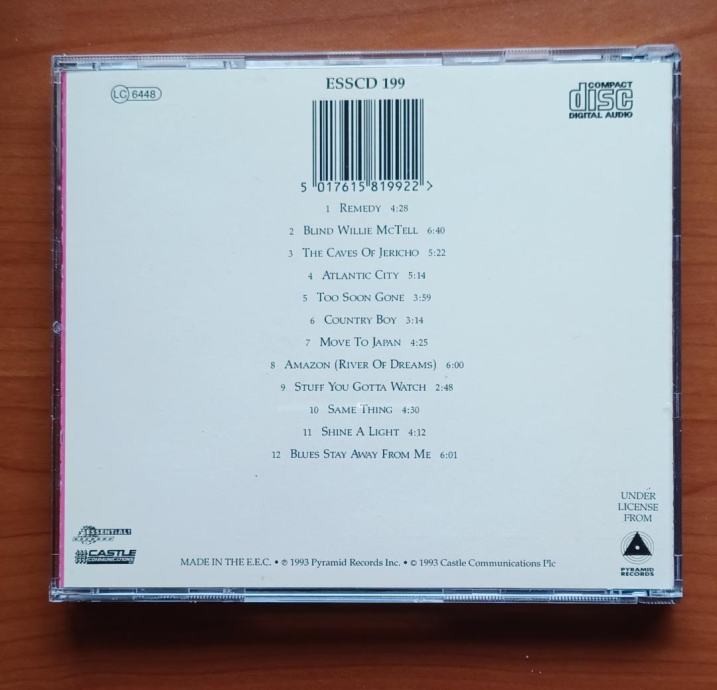 LC 6448
ESSCD 199
COMPACT
disc
DIGITAL AUDIO
5 017615 819922 >
1 REMEDY 4:28
2 BLIND WILLIE MCTELL 6:40
3 THE CAVES OF JERICHO 5:22
4 ATLANTIC CITY 5:14
5 TOO SOON GONE 3:59
6 COUNTRY BOY 3:14
7 MOVE TO JAPAN 4:25
8 AMAZON (RIVER OF DREAMS) 6:00
9 STUFF YOU GOTTA WATCH 2:48
10 SAME THING 4:30
11 SHINE A LIGHT 4:12
12 BLUES STAY AWAY FROM ME 6:01
UNDER
LICENSE
FROM
PYRAMID
RECORDS
ESSENTIAL!
CASTLE
COMMUNICATIONS
MADE IN THE E.E.C. • ℗ 1993 Pyramid Records Inc. • © 1993 Castle Communications Plc